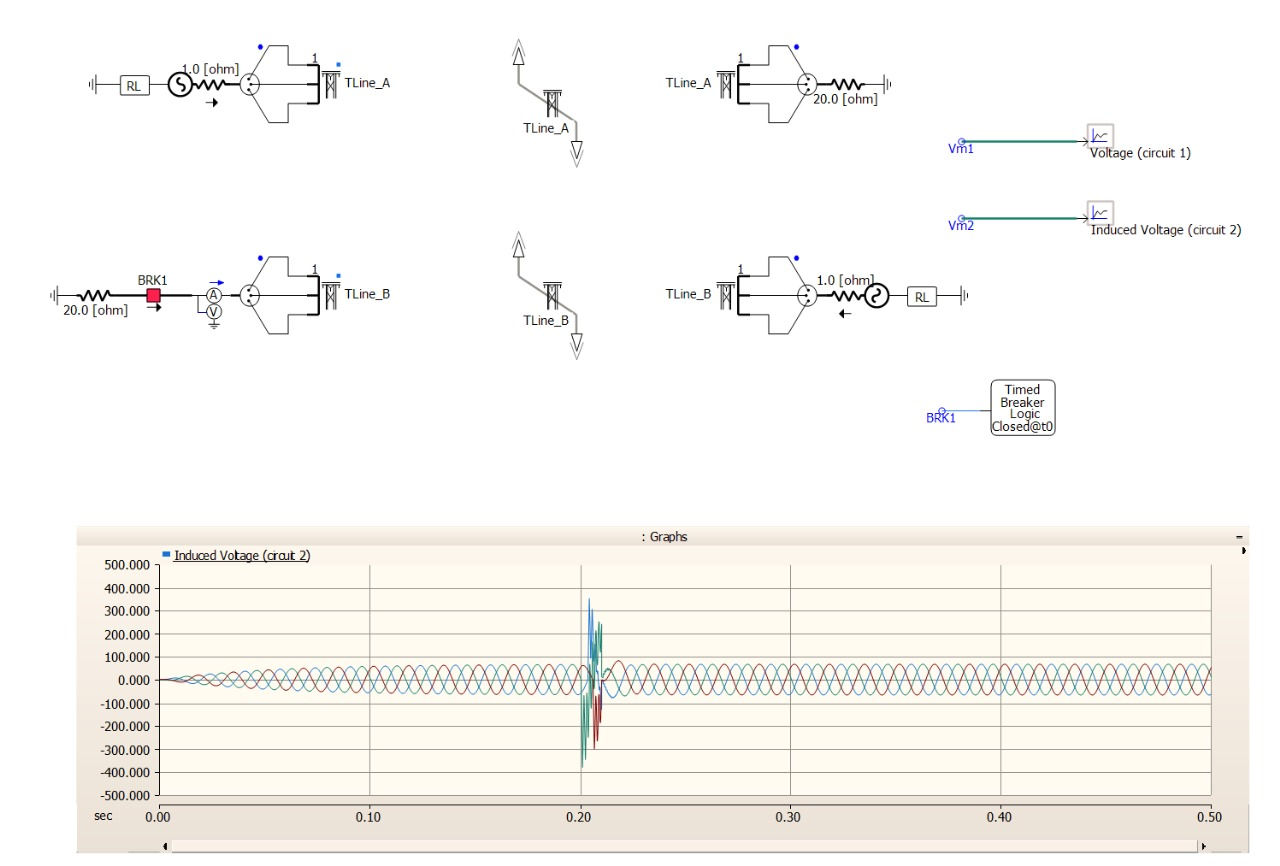 1.0 [ohm]
RL
1
TLine_A
TLine_A
TLine_A
1
20.0 [ohm]
Vm1
Voltage (circuit 1)
Vm2
Induced Voltage (circuit 2)
BRK1
20.0 [ohm]
A
V
1
TLine_B
TLine_B
TLine_B
1
1.0 [ohm]
RL
BRK1
Timed
Breaker
Logic
Closed@t0
: Graphs
Induced Voltage (circuit 2)
500.000
400.000
300.000
200.000
100.000
0.000
-100.000
-200.000
-300.000
-400.000
-500.000
sec
0.00
0.10
0.20
0.30
0.40
0.50